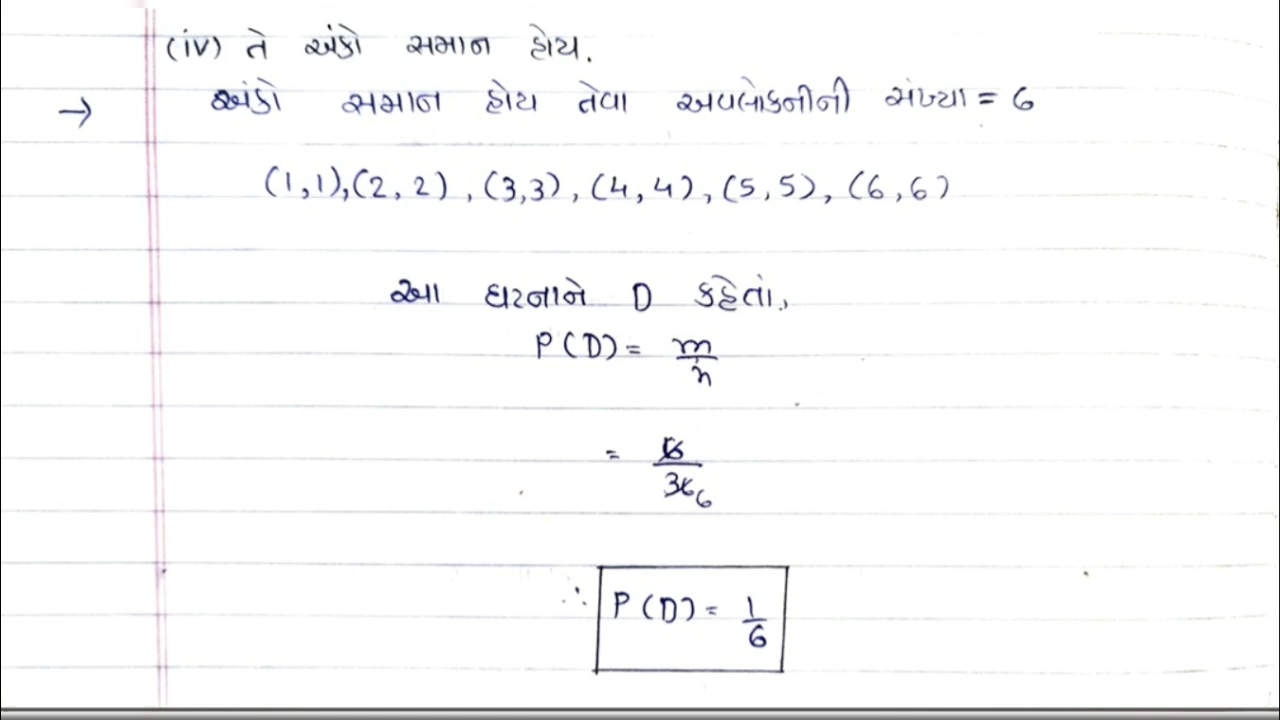 (iv) તે અંકો સમાન હોય.
→ અંકો સમાન હોય તેવા અવલોકનોની સંખ્યા = 6
(1,1), (2, 2) , (3,3) , (4, 4) , (5, 5) , (6 ,6)
આ ઘટનાને D કહેતાં,
P(D) = m/n
= 6/36 6
∴ P(D) = 1/6